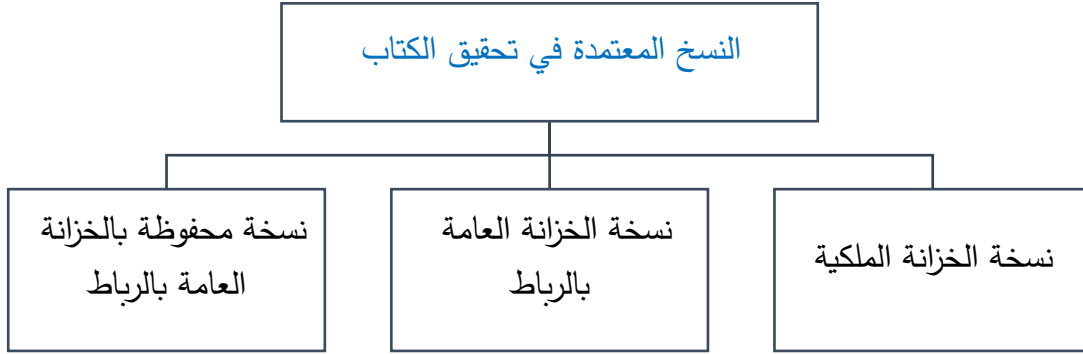 النسخ المعتمدة في تحقيق الكتاب
نسخة الخزانة الملكية
نسخة الخزانة العامة
بالرباط
نسخة محفوظة بالخزانة
العامة بالرباط